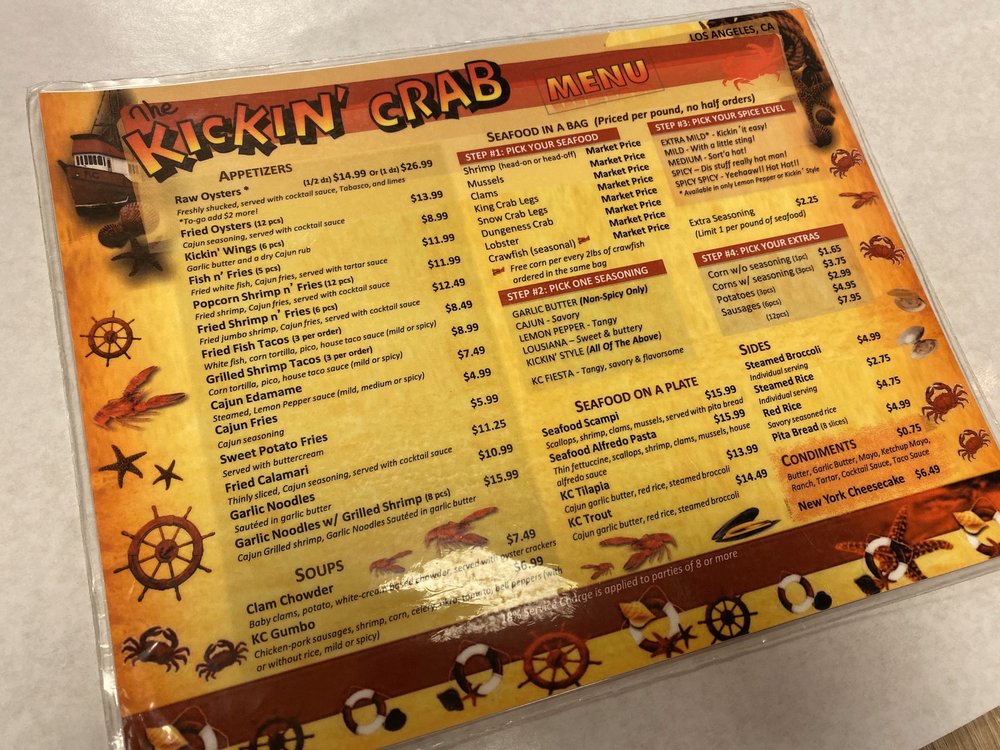 LOS ANGELES, CA
The
KICKIN' CRAB
MENU
APPETIZERS
Raw Oysters * (1/2 dz) $14.99 Or (1 dz) $26.99
Freshly shucked, served with cocktail sauce, Tabasco, and limes
*To-go add $2 more!
Fried Oysters (12 pcs) $13.99
Cajun seasoning, served with cocktail sauce
Kickin' Wings (6 pcs) $8.99
Garlic butter and a dry Cajun rub
Fish n' Fries (5 pcs) $11.99
Fried white fish, Cajun fries, served with tartar sauce
Popcorn Shrimp n' Fries (12 pcs) $11.99
Fried shrimp, Cajun fries, served with cocktail sauce
Fried Shrimp n' Fries (6 pcs) $12.49
Fried jumbo shrimp, Cajun fries, served with cocktail sauce
Fried Fish Tacos (3 per order) $8.49
White fish, corn tortilla, pico, house taco sauce (mild or spicy)
Grilled Shrimp Tacos (3 per order) $8.99
Corn tortilla, pico, house taco sauce (mild or spicy)
Cajun Edamame $7.49
Steamed, Lemon Pepper sauce (mild, medium or spicy)
Cajun Fries $4.99
Cajun seasoning
Sweet Potato Fries $5.99
Served with buttercream
Fried Calamari $11.25
Thinly sliced, Cajun seasoning, served with cocktail sauce
Garlic Noodles $10.99
Sautéed in garlic butter
Garlic Noodles w/ Grilled Shrimp (8 pcs) $15.99
Cajun Grilled shrimp, Garlic Noodles Sautéed in garlic butter
SOUPS
Clam Chowder $7.49
Baby clams, potato, white-cream based chowder, served with oyster crackers
KC Gumbo $6.99
Chicken-pork sausages, shrimp, corn, celery, okra, tomato, bell peppers (with
or without rice, mild or spicy)
SEAFOOD IN A BAG (Priced per pound, no half orders)
STEP #1: PICK YOUR SEAFOOD
Shrimp (head-on or head-off) Market Price
Mussels Market Price
Clams Market Price
King Crab Legs Market Price
Snow Crab Legs Market Price
Dungeness Crab Market Price
Lobster Market Price
Crawfish (seasonal) Market Price
Free corn per every 2lbs of crawfish
ordered in the same bag
STEP #2: PICK ONE SEASONING
GARLIC BUTTER (Non-Spicy Only)
CAJUN - Savory
LEMON PEPPER - Tangy
LOUSIANA – Sweet & buttery
KICKIN' STYLE (All Of The Above)
KC FIESTA - Tangy, savory & flavorsome
STEP #3: PICK YOUR SPICE LEVEL
EXTRA MILD* - Kickin 'it easy!
MILD - With a little sting!
MEDIUM - Sort'a hot!
SPICY – Dis stuff really hot mon!
SPICY SPICY - Yeehaww!! Hot Hot!!
* Available in only Lemon Pepper or Kickin' Style
Extra Seasoning $2.25
(Limit 1 per pound of seafood)
STEP #4: PICK YOUR EXTRAS
Corn w/o seasoning (1pc) $1.65
Corns w/ seasoning (3pcs) $3.75
Potatoes (3pcs) $2.99
Sausages (6pcs) $4.95
(12pcs) $7.95
SEAFOOD ON A PLATE
Seafood Scampi $15.99
Scallops, shrimp, clams, mussels, served with pita bread
Seafood Alfredo Pasta $15.99
Thin fettuccine, scallops, shrimp, clams, mussels, house
alfredo sauce
KC Tilapia $13.99
Cajun garlic butter, red rice, steamed broccoli
KC Trout $14.49
Cajun garlic butter, red rice, steamed broccoli
SIDES
Steamed Broccoli $4.99
Individual serving
Steamed Rice $2.75
Individual serving
Red Rice $4.75
Savory seasoned rice
Pita Bread (8 slices) $4.99
CONDIMENTS $0.75
Butter, Garlic Butter, Mayo, Ketchup Mayo,
Ranch, Tartar, Cocktail Sauce, Taco Sauce
New York Cheesecake $6.49
18% Service Charge is applied to parties of 8 or more